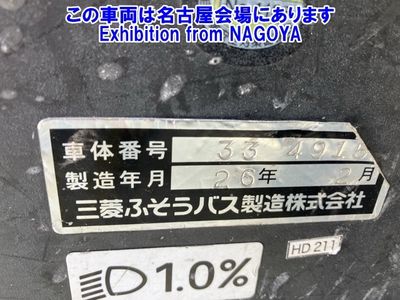 この車両は名古屋会場にあります
Exhibition from NAGOYA
車体番号 33 4915
製造年月 26年 2月
三菱ふそうバス製造株式会社
HD 211
1.0%